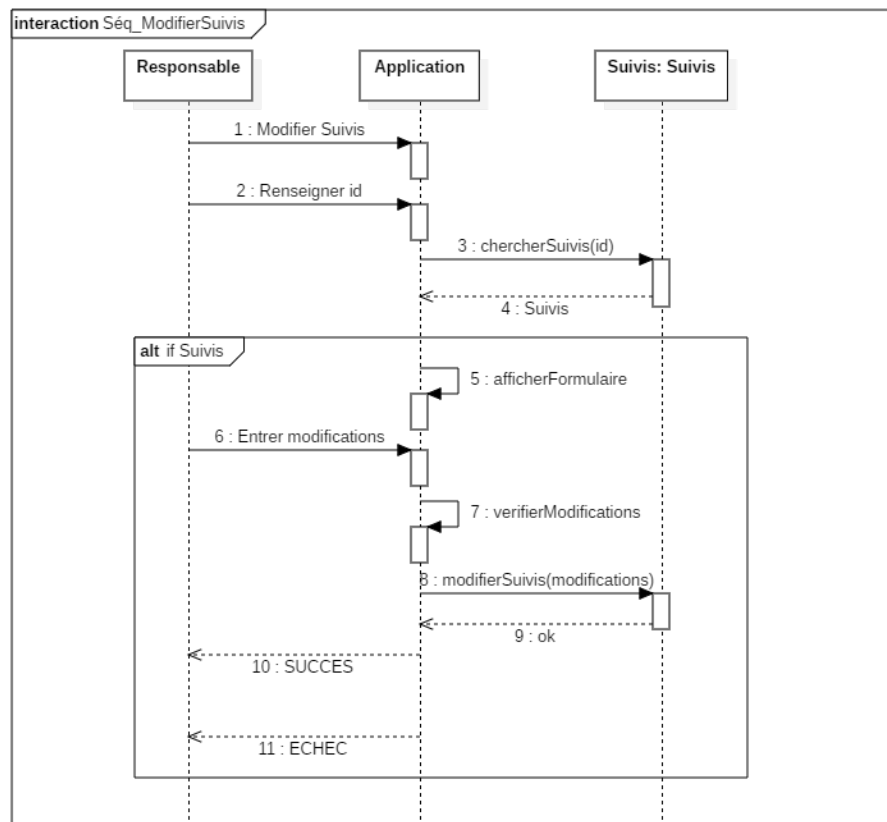 interaction Séq_ModifierSuivis
Responsable
Application
Suivis: Suivis
1 : Modifier Suivis
2 : Renseigner id
3 : chercherSuivis(id)
4 : Suivis
alt if Suivis
5 : afficherFormulaire
6 : Entrer modifications
7 : verifierModifications
8 : modifierSuivis(modifications)
9 : ok
10 : SUCCES
11 : ECHEC